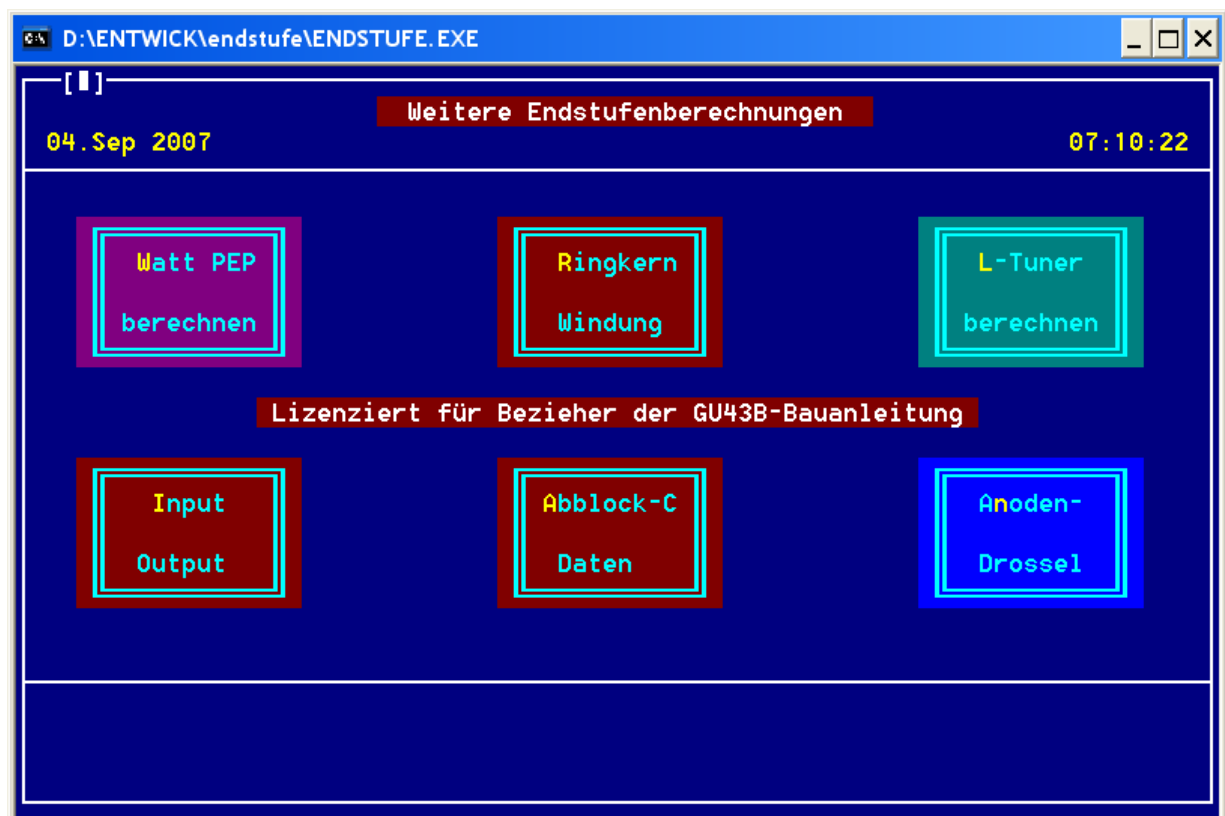 D:\ENTWICK\endstufe\ENDSTUFE.EXE
Weitere Endstufenberechnungen
04.Sep 2007 07:10:22
Watt PEP
berechnen
Ringkern
Windung
L-Tuner
berechnen
Lizenziert für Bezieher der GU43B-Bauanleitung
Input
Output
Abblock-C
Daten
Anoden-
Drossel